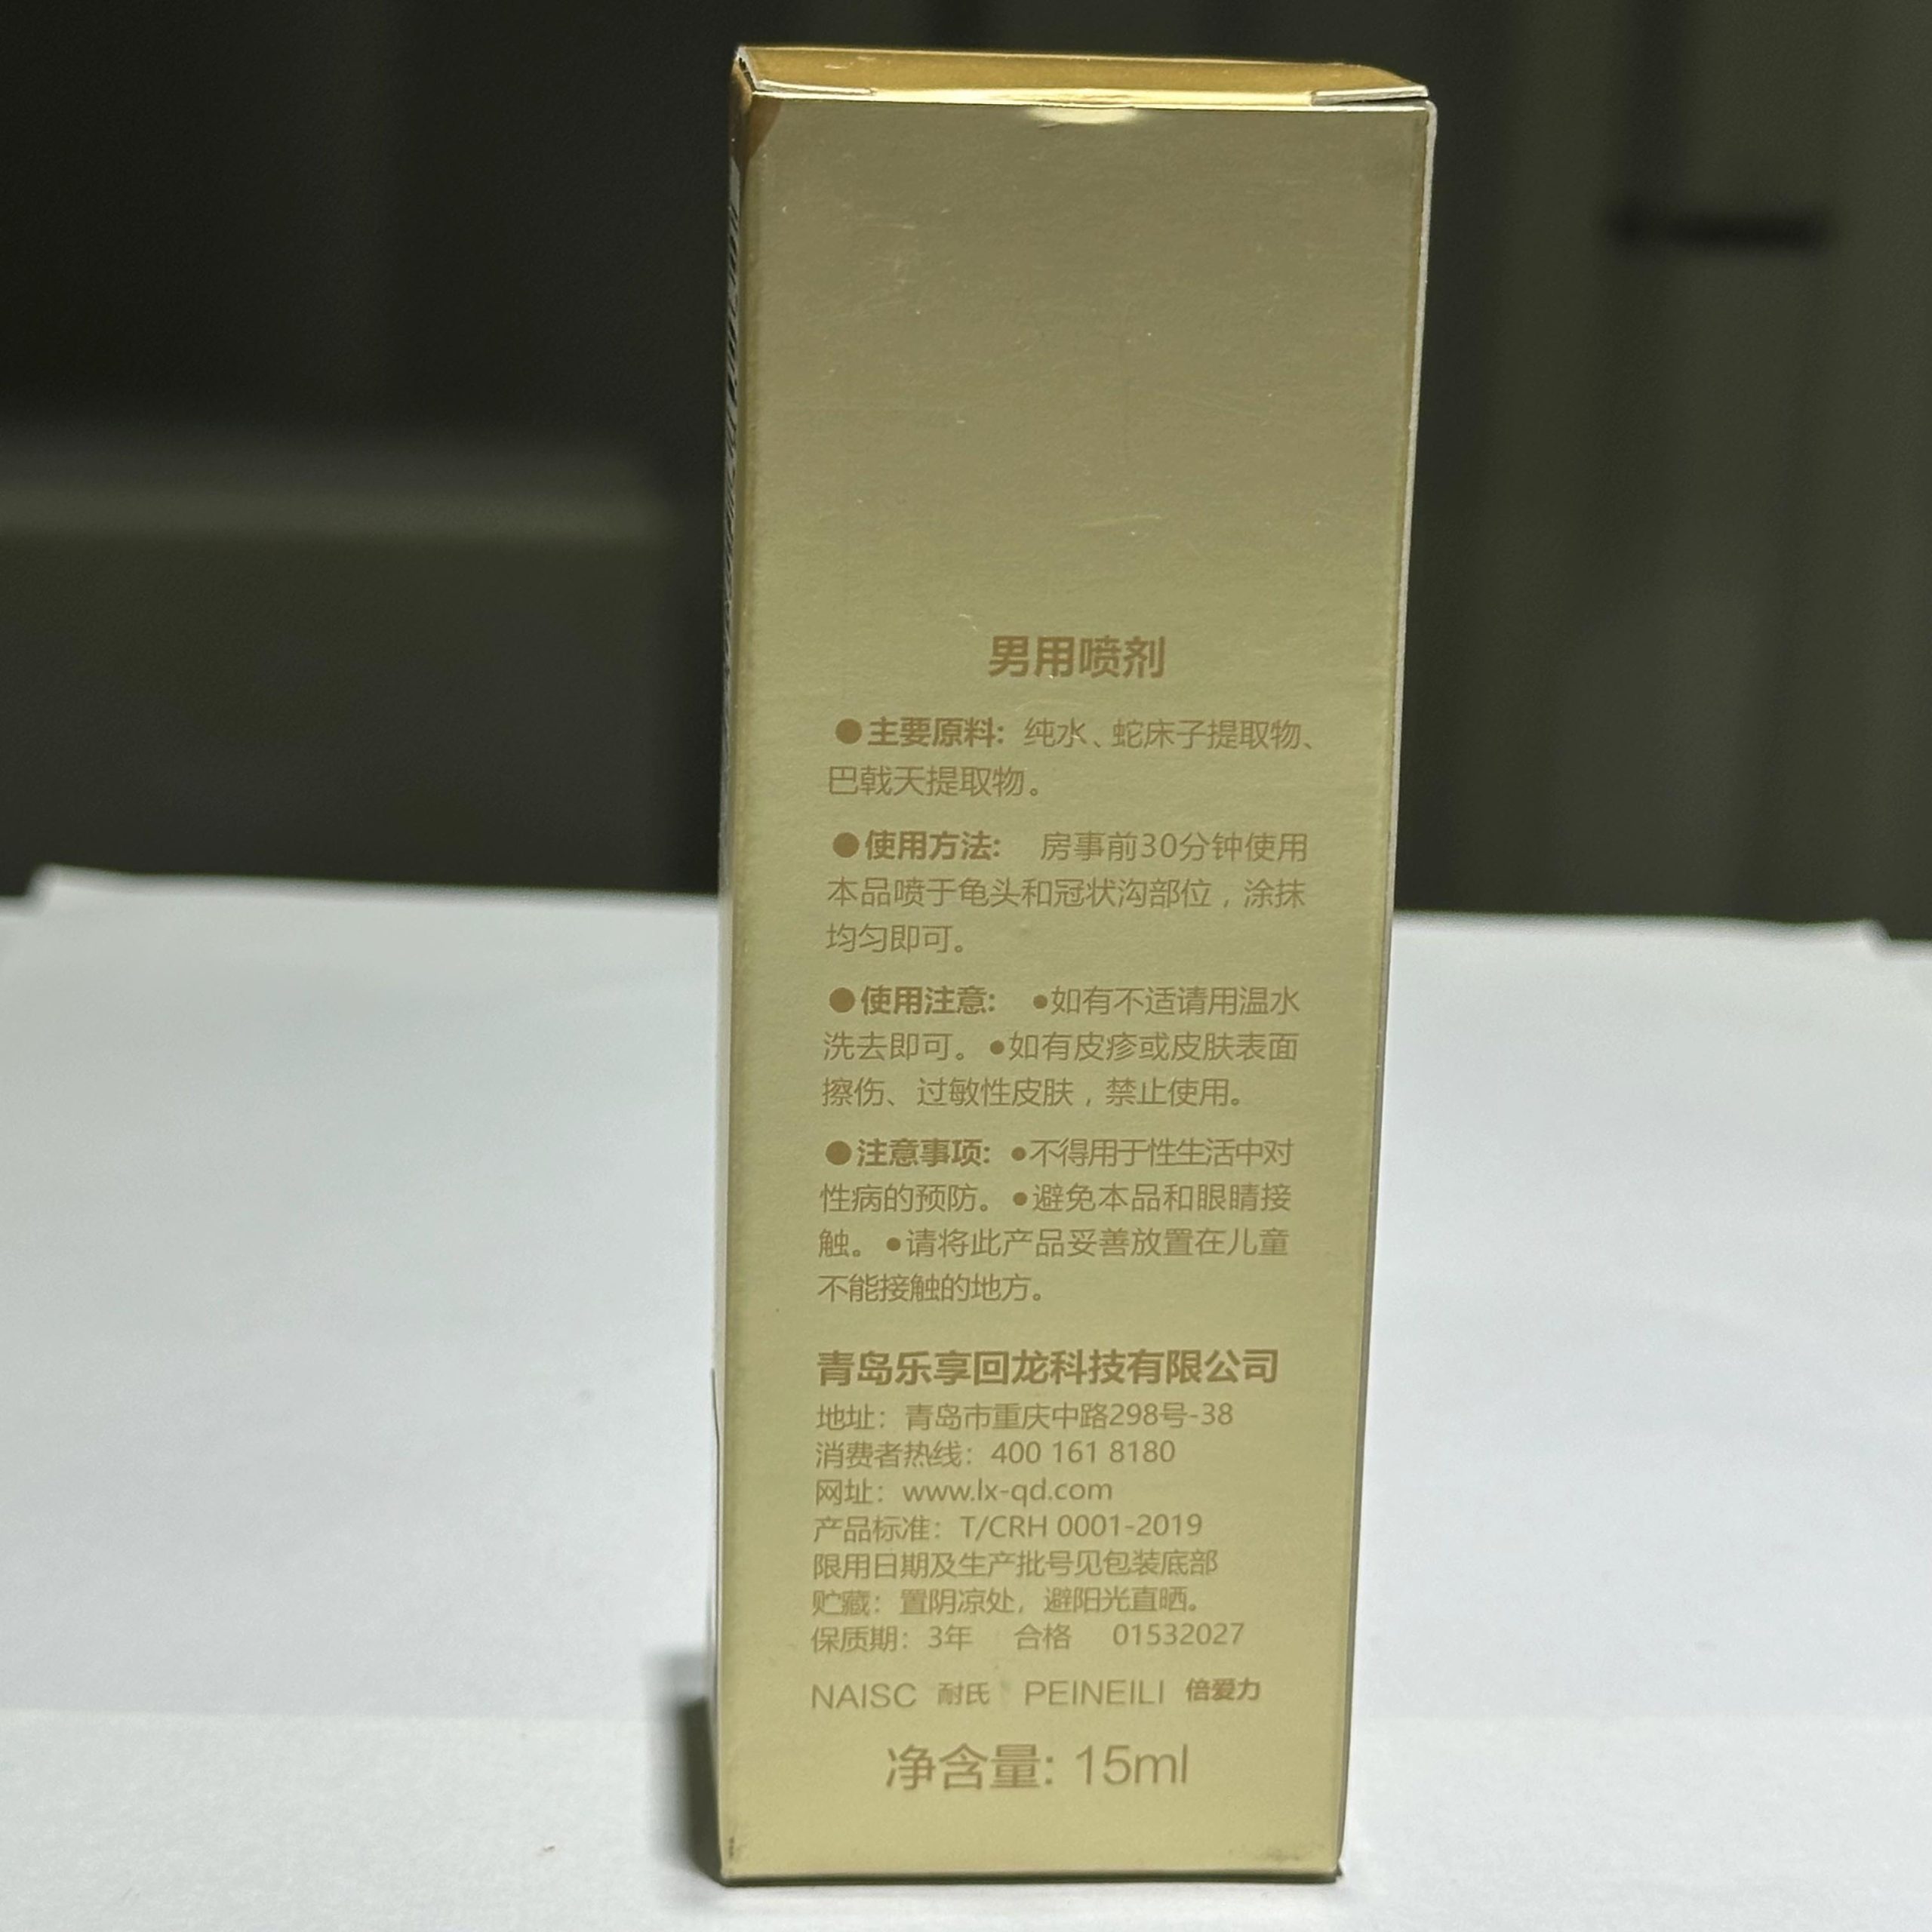 男用喷剂
●主要原料: 纯水、蛇床子提取物、
巴戟天提取物。
●使用方法: 房事前30分钟使用
本品喷于龟头和冠状沟部位，涂抹
均匀即可。
●使用注意: ●如有不适请用温水
洗去即可。●如有皮疹或皮肤表面
擦伤、过敏性皮肤，禁止使用。
●注意事项: ●不得用于性生活中对
性病的预防。●避免本品和眼睛接
触。●请将此产品妥善放置在儿童
不能接触的地方。
青岛乐享回龙科技有限公司
地址：青岛市重庆中路298号-38
消费者热线：400 161 8180
网址：www.lx-qd.com
产品标准：T/CRH 0001-2019
限用日期及生产批号见包装底部
贮藏：置阴凉处，避阳光直晒。
保质期：3年 合格 01532027
NAISC 耐氏 PEINEILI 倍爱力
净含量: 15ml